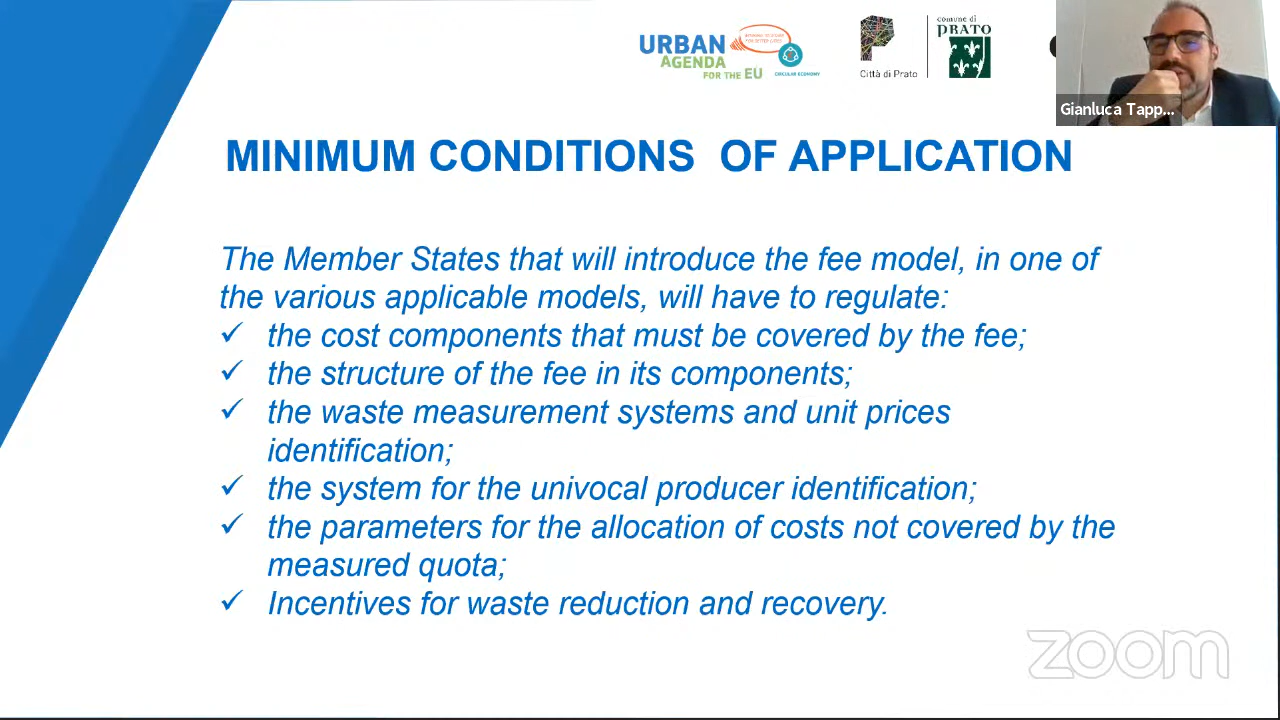 URBAN
AGENDA
FOR THE EU
CIRCULAR ECONOMY
Città di Prato
comune di
PRATO
Gianluca Tapp...
MINIMUM CONDITIONS OF APPLICATION
The Member States that will introduce the fee model, in one of
the various applicable models, will have to regulate:
✓ the cost components that must be covered by the fee;
✓ the structure of the fee in its components;
✓ the waste measurement systems and unit prices
identification;
✓ the system for the univocal producer identification;
✓ the parameters for the allocation of costs not covered by the
measured quota;
✓ Incentives for waste reduction and recovery.
zoom